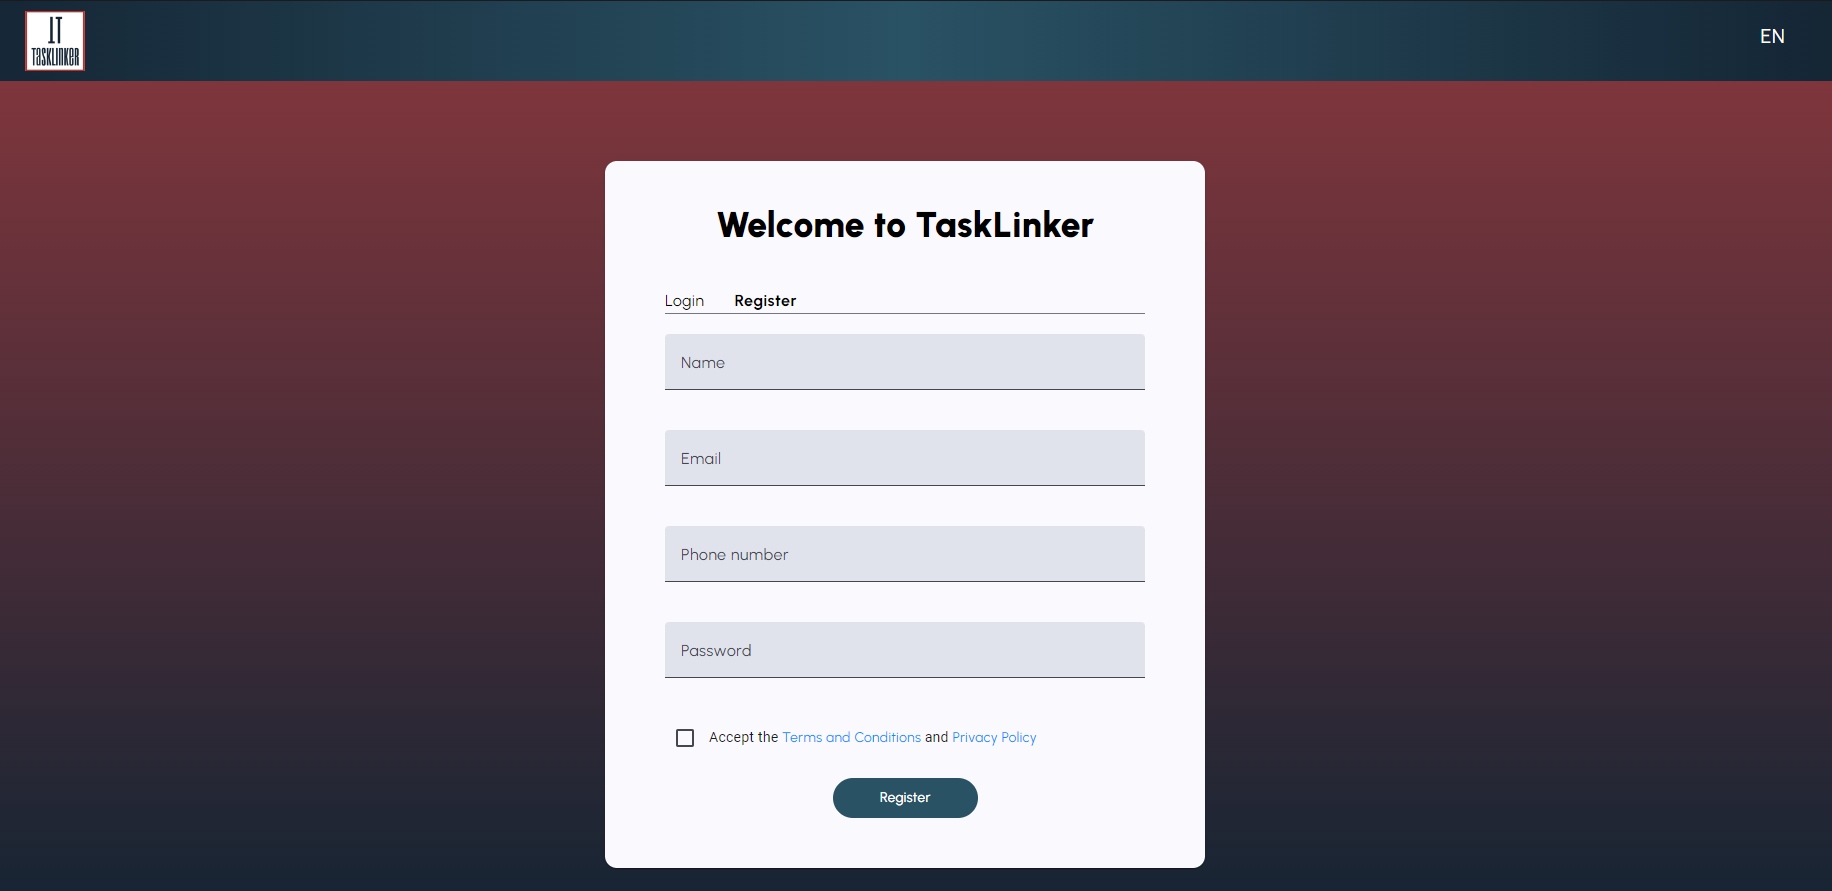 IT
TASKLINKER
EN
Welcome to TaskLinker
Login Register
Name
Email
Phone number
Password
Accept the Terms and Conditions and Privacy Policy
Register